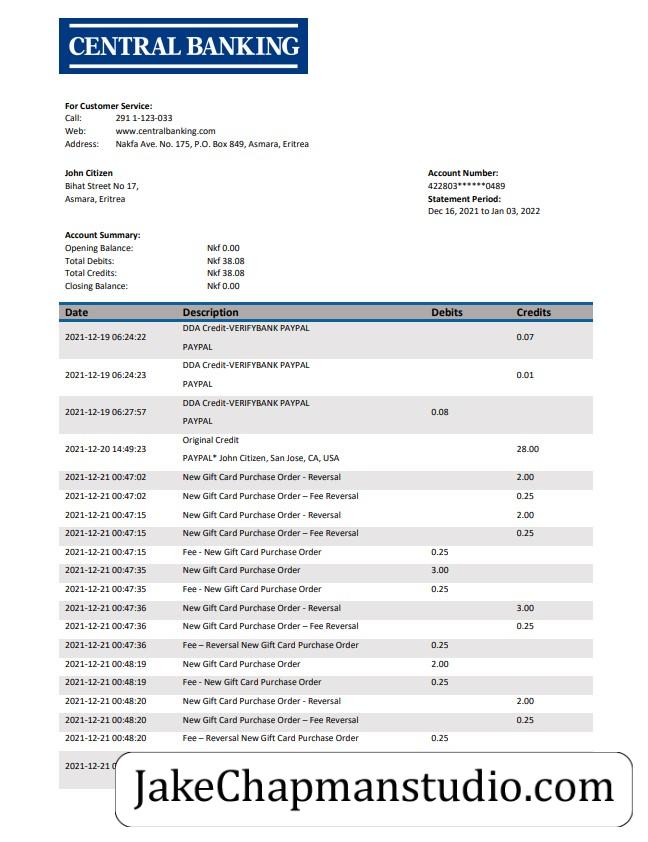 CENTRAL BANKING
For Customer Service:
Call: 291 1-123-033
Web: www.centralbanking.com
Address: Nakfa Ave. No. 175, P.O. Box 849, Asmara, Eritrea
John Citizen Account Number:
Bihat Street No 17, 422803******0489
Asmara, Eritrea Statement Period:
Dec 16, 2021 to Jan 03, 2022
Account Summary:
Opening Balance: Nkf 0.00
Total Debits: Nkf 38.08
Total Credits: Nkf 38.08
Closing Balance: Nkf 0.00
Date Description Debits Credits
2021-12-19 06:24:22 DDA Credit-VERIFYBANK PAYPAL 0.07
PAYPAL
2021-12-19 06:24:23 DDA Credit-VERIFYBANK PAYPAL 0.01
PAYPAL
2021-12-19 06:27:57 DDA Credit-VERIFYBANK PAYPAL 0.08
PAYPAL
2021-12-20 14:49:23 Original Credit 28.00
PAYPAL* John Citizen, San Jose, CA, USA
2021-12-21 00:47:02 New Gift Card Purchase Order - Reversal 2.00
2021-12-21 00:47:02 New Gift Card Purchase Order – Fee Reversal 0.25
2021-12-21 00:47:15 New Gift Card Purchase Order - Reversal 2.00
2021-12-21 00:47:15 New Gift Card Purchase Order – Fee Reversal 0.25
2021-12-21 00:47:15 Fee - New Gift Card Purchase Order 0.25
2021-12-21 00:47:35 New Gift Card Purchase Order 3.00
2021-12-21 00:47:35 Fee - New Gift Card Purchase Order 0.25
2021-12-21 00:47:36 New Gift Card Purchase Order - Reversal 3.00
2021-12-21 00:47:36 New Gift Card Purchase Order – Fee Reversal 0.25
2021-12-21 00:47:36 Fee – Reversal New Gift Card Purchase Order 0.25
2021-12-21 00:48:19 New Gift Card Purchase Order 2.00
2021-12-21 00:48:19 Fee - New Gift Card Purchase Order 0.25
2021-12-21 00:48:20 New Gift Card Purchase Order - Reversal 2.00
2021-12-21 00:48:20 New Gift Card Purchase Order – Fee Reversal 0.25
2021-12-21 00:48:20 Fee – Reversal New Gift Card Purchase Order 0.25
2021-12-21
JakeChapmanstudio.com